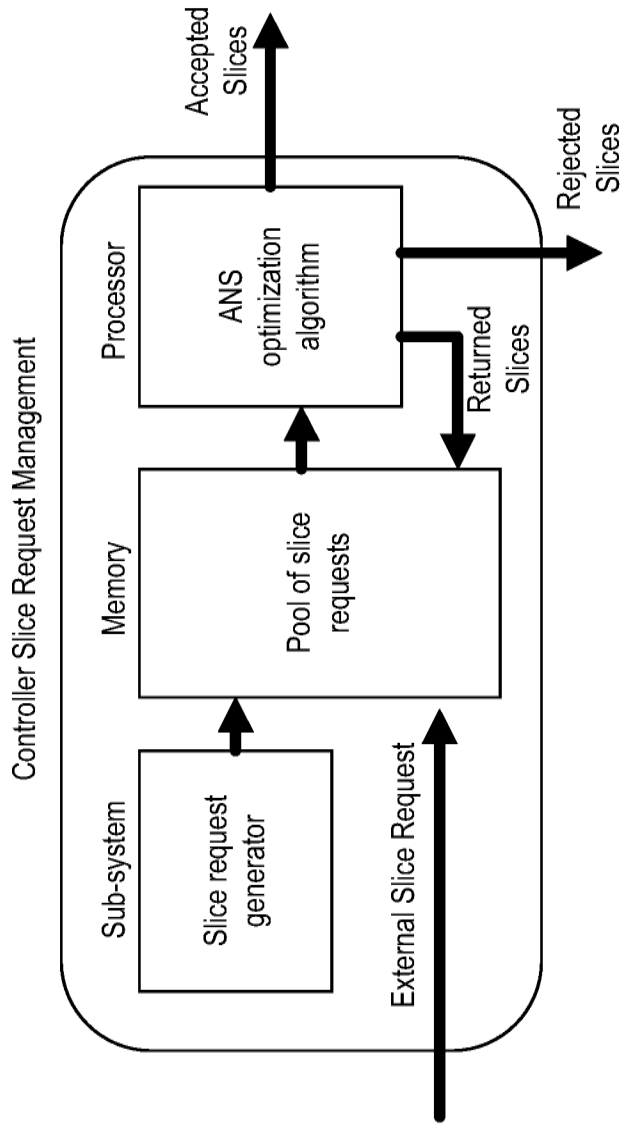 Controller Slice Request Management
Sub-system
Slice request
generator
External Slice Request
Memory
Pool of slice
requests
Processor
ANS
optimization
algorithm
Returned
Slices
Accepted
Slices
Rejected
Slices